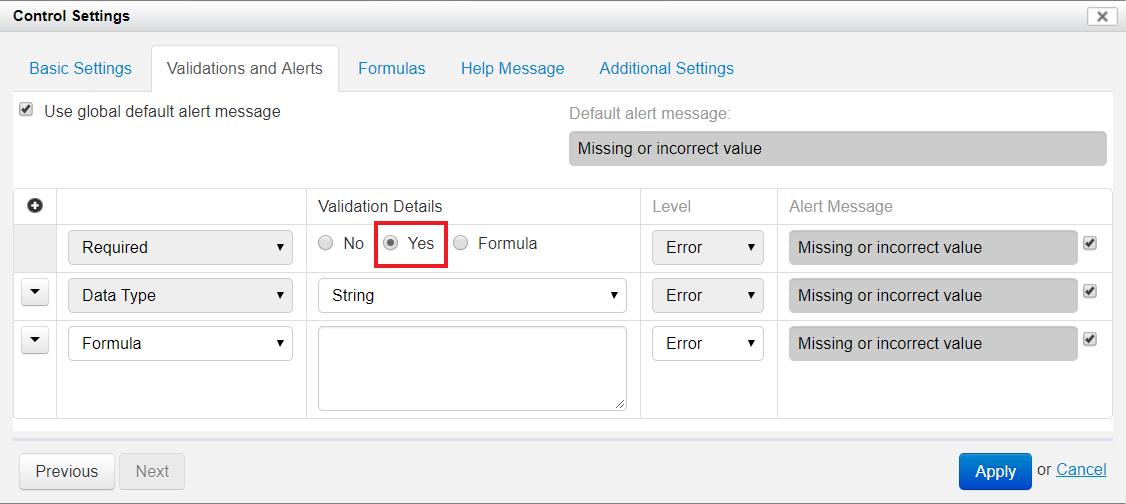 Control Settings
Basic Settings Validations and Alerts Formulas Help Message Additional Settings
Use global default alert message
Default alert message:
Missing or incorrect value
Validation Details Level Alert Message
Required No Yes Formula Error Missing or incorrect value
Data Type String Error Missing or incorrect value
Formula Error Missing or incorrect value
Previous Next Apply or Cancel